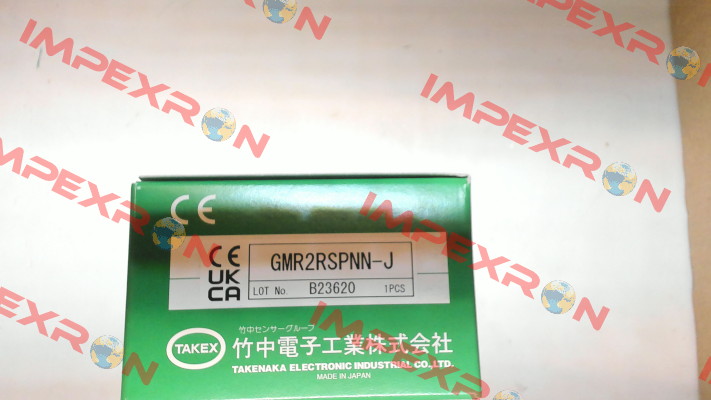 IMPEXRON
IMPEXRON
IMPEXRON
IMPEXRON
IMPEXRON
CE
CE
UK
CA
GMR2RSPNN-J
LOT No. B23620 1PCS
竹中センサーグループ
TAKEX
竹中電子工業株式会社
TAKENAKA ELECTRONIC INDUSTRIAL CO.,LTD.
MADE IN JAPAN